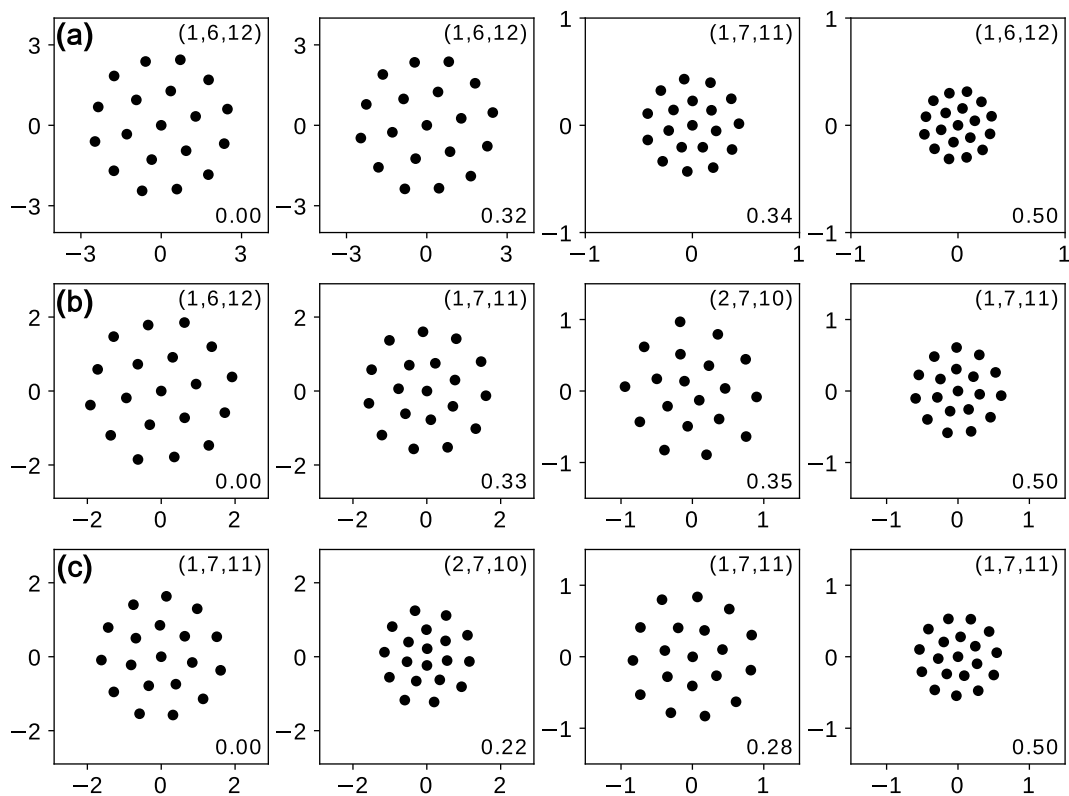 (a) (1,6,12) (1,6,12) (1,7,11) (1,6,12)
3 3 1 1
0 0 0 0
−3 −3 −1 −1
0.00 0.32 0.34 0.50
−3 0 3 −3 0 3 −1 0 1 −1 0 1
(b) (1,6,12) (1,7,11) (2,7,10) (1,7,11)
2 2 1 1
0 0 0 0
−2 −2 −1 −1
0.00 0.33 0.35 0.50
−2 0 2 −2 0 2 −1 0 1 −1 0 1
(c) (1,7,11) (2,7,10) (1,7,11) (1,7,11)
2 2 1 1
0 0 0 0
−2 −2 −1 −1
0.00 0.22 0.28 0.50
−2 0 2 −2 0 2 −1 0 1 −1 0 1